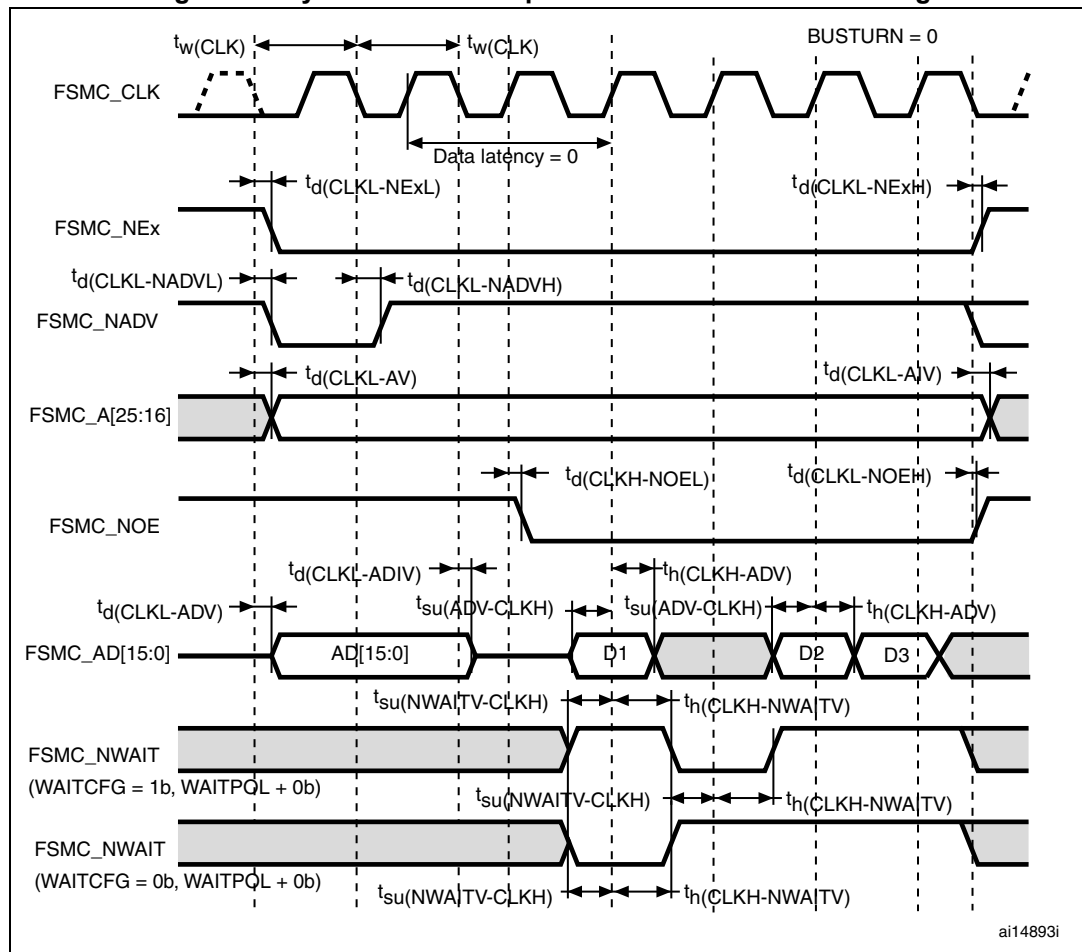 tw(CLK) tw(CLK) BUSTURN = 0
FSMC_CLK
Data latency = 0
td(CLKL-NExL) td(CLKL-NExH)
FSMC_NEx
td(CLKL-NADVL) td(CLKL-NADVH)
FSMC_NADV
td(CLKL-AV) td(CLKL-AIV)
FSMC_A[25:16]
td(CLKH-NOEL) td(CLKL-NOEH)
FSMC_NOE
td(CLKL-ADIV) th(CLKH-ADV)
td(CLKL-ADV) tsu(ADV-CLKH) tsu(ADV-CLKH) th(CLKH-ADV)
FSMC_AD[15:0] AD[15:0] D1 D2 D3
tsu(NWAITV-CLKH) th(CLKH-NWAITV)
FSMC_NWAIT
(WAITCFG = 1b, WAITPOL + 0b)
tsu(NWAITV-CLKH) th(CLKH-NWAITV)
FSMC_NWAIT
(WAITCFG = 0b, WAITPOL + 0b)
tsu(NWAITV-CLKH) th(CLKH-NWAITV)
ai14893i